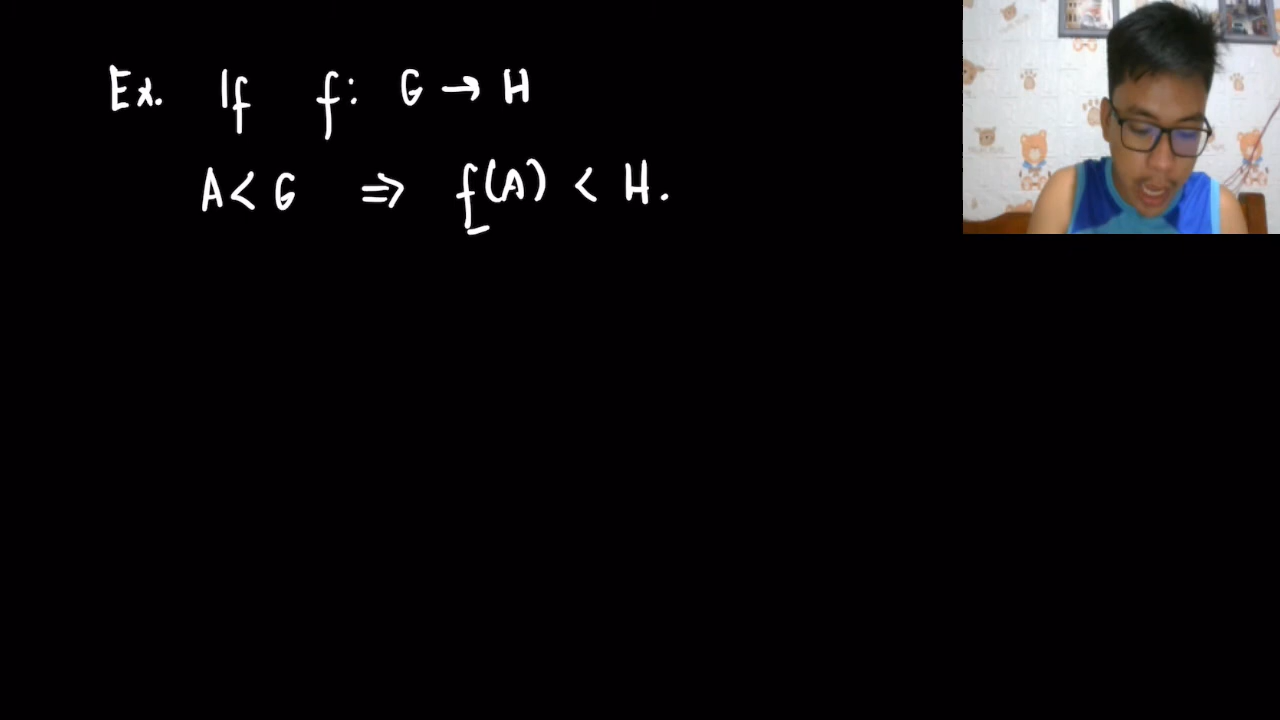 Ex. If f: G → H
A < G ⇒ f(A) < H.